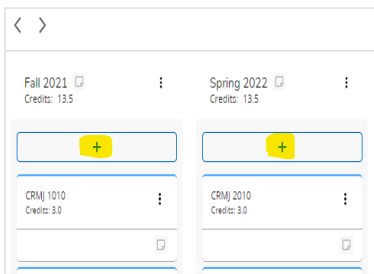 Fall 2021
Credits: 13.5
Spring 2022
Credits: 13.5
+
+
CRMJ 1010
Credits: 3.0
CRMJ 2010
Credits: 3.0